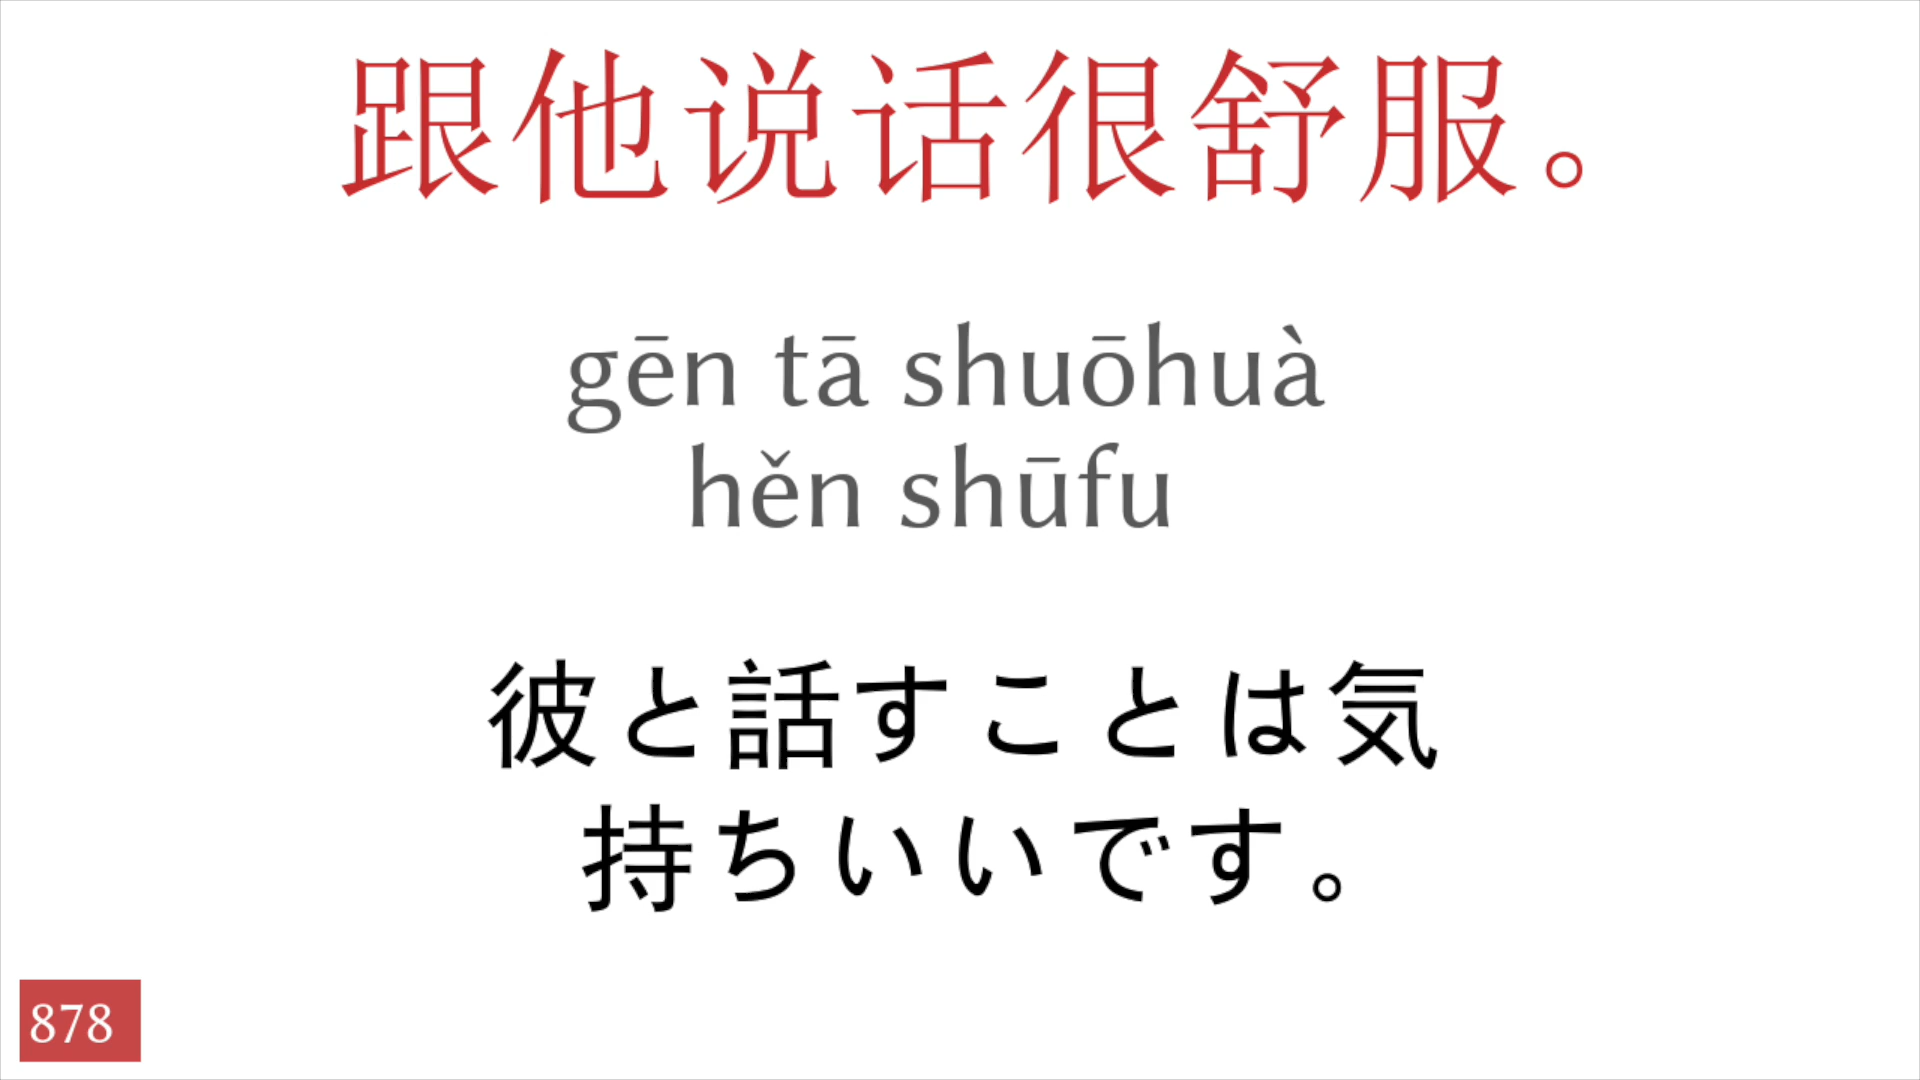 跟他说话很舒服。
gēn tā shuōhuà
hěn shūfu
彼と話すことは気
持ちいいです。
878